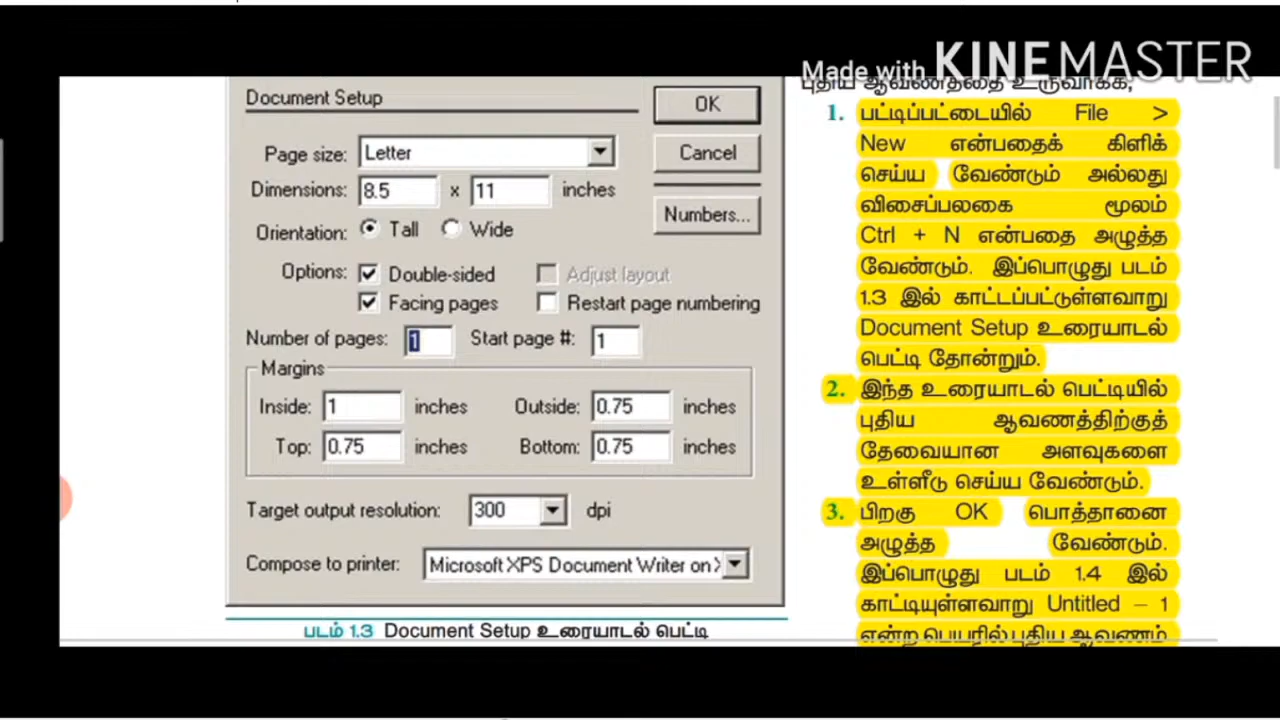 Made with KINEMASTER
Document Setup
OK
Page size: Letter
Cancel
Dimensions: 8.5 x 11 inches
Numbers...
Orientation: Tall Wide
Options: Double-sided Adjust layout
Facing pages Restart page numbering
Number of pages: 1 Start page #: 1
Margins
Inside: 1 inches Outside: 0.75 inches
Top: 0.75 inches Bottom: 0.75 inches
Target output resolution: 300 dpi
Compose to printer: Microsoft XPS Document Writer on
படம் 1.3 Document Setup உரையாடல் பெட்டி
புதிய ஆவணத்தை உருவாக்க,
1. பட்டிப்பட்டையில் File >
New என்பதைக் கிளிக்
செய்ய வேண்டும் அல்லது
விசைப்பலகை மூலம்
Ctrl + N என்பதை அழுத்த
வேண்டும். இப்பொழுது படம்
1.3 இல் காட்டப்பட்டுள்ளவாறு
Document Setup உரையாடல்
பெட்டி தோன்றும்.
2. இந்த உரையாடல் பெட்டியில்
புதிய ஆவணத்திற்குத்
தேவையான அளவுகளை
உள்ளீடு செய்ய வேண்டும்.
3. பிறகு OK பொத்தானை
அழுத்த வேண்டும்.
இப்பொழுது படம் 1.4 இல்
காட்டியுள்ளவாறு Untitled – 1
என்ற பெயரில் புதிய ஆவணம்